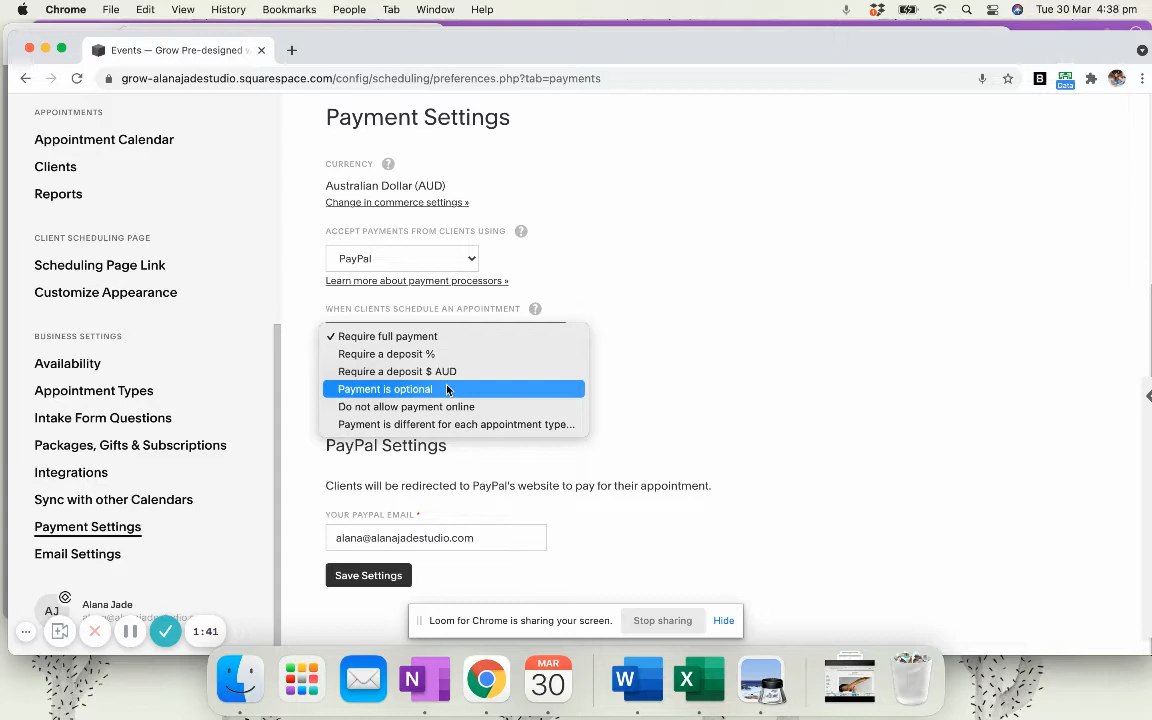 Chrome File Edit View History Bookmarks People Tab Window Help Tue 30 Mar 4:38 pm
Events — Grow Pre-designed
grow-alanajadestudio.squarespace.com/config/scheduling/preferences.php?tab=payments
B
Data
APPOINTMENTS
Appointment Calendar
Clients
Reports
CLIENT SCHEDULING PAGE
Scheduling Page Link
Customize Appearance
BUSINESS SETTINGS
Availability
Appointment Types
Intake Form Questions
Packages, Gifts & Subscriptions
Integrations
Sync with other Calendars
Payment Settings
Email Settings
AJ
Alana Jade
1:41
Payment Settings
CURRENCY ?
Australian Dollar (AUD)
Change in commerce settings »
ACCEPT PAYMENTS FROM CLIENTS USING ?
PayPal
Learn more about payment processors »
WHEN CLIENTS SCHEDULE AN APPOINTMENT ?
✓ Require full payment
Require a deposit %
Require a deposit $ AUD
Payment is optional
Do not allow payment online
Payment is different for each appointment type...
PayPal Settings
Clients will be redirected to PayPal's website to pay for their appointment.
YOUR PAYPAL EMAIL *
alana@alanajadestudio.com
Save Settings
Loom for Chrome is sharing your screen. Stop sharing Hide
N
MAR
30
W
X